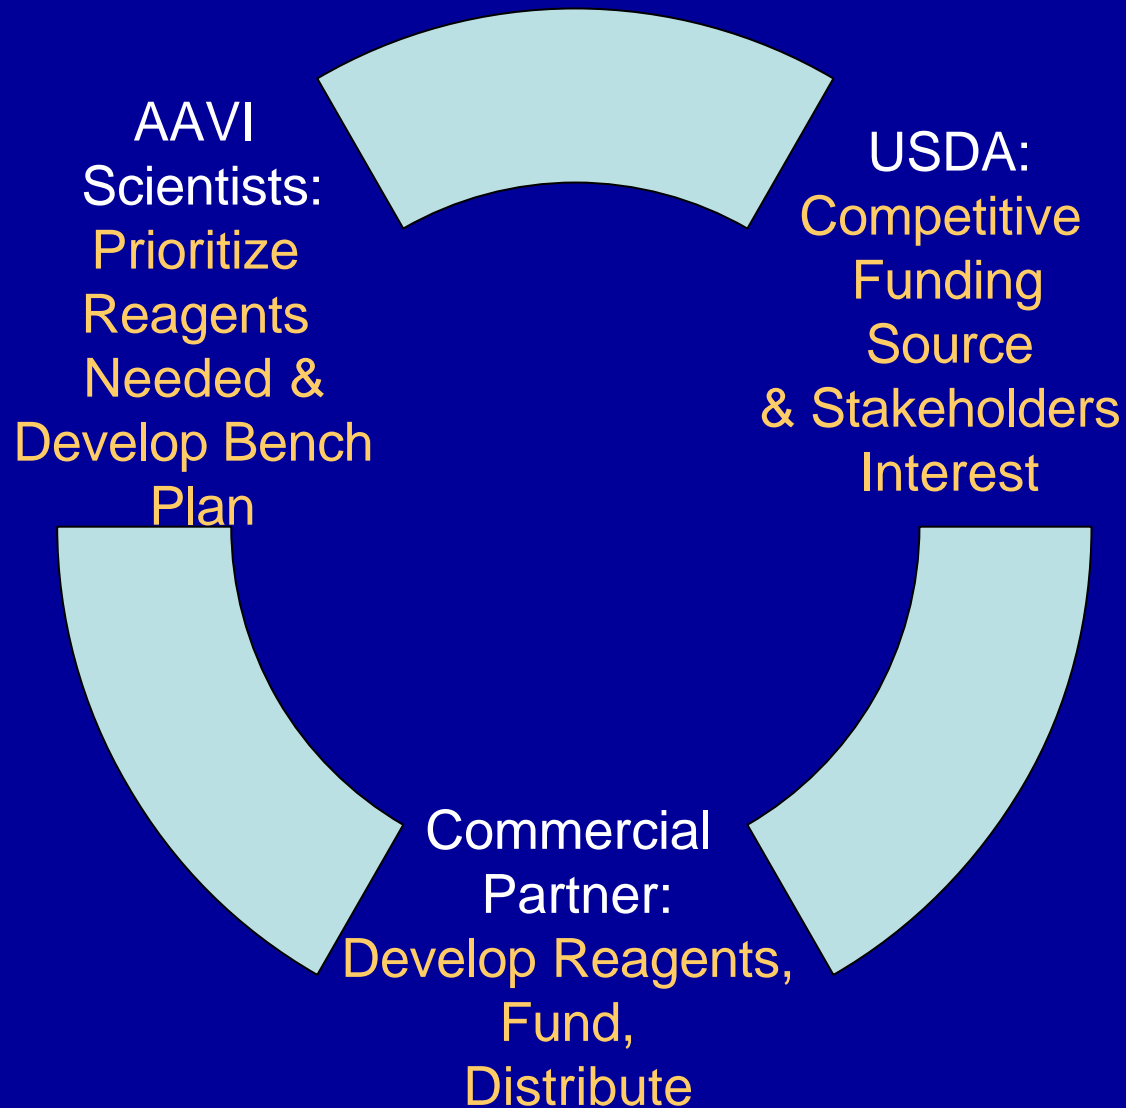 AAVI
Scientists:
Prioritize
Reagents
Needed &
Develop Bench
Plan
USDA:
Competitive
Funding
Source
& Stakeholders
Interest
Commercial
Partner:
Develop Reagents,
Fund,
Distribute